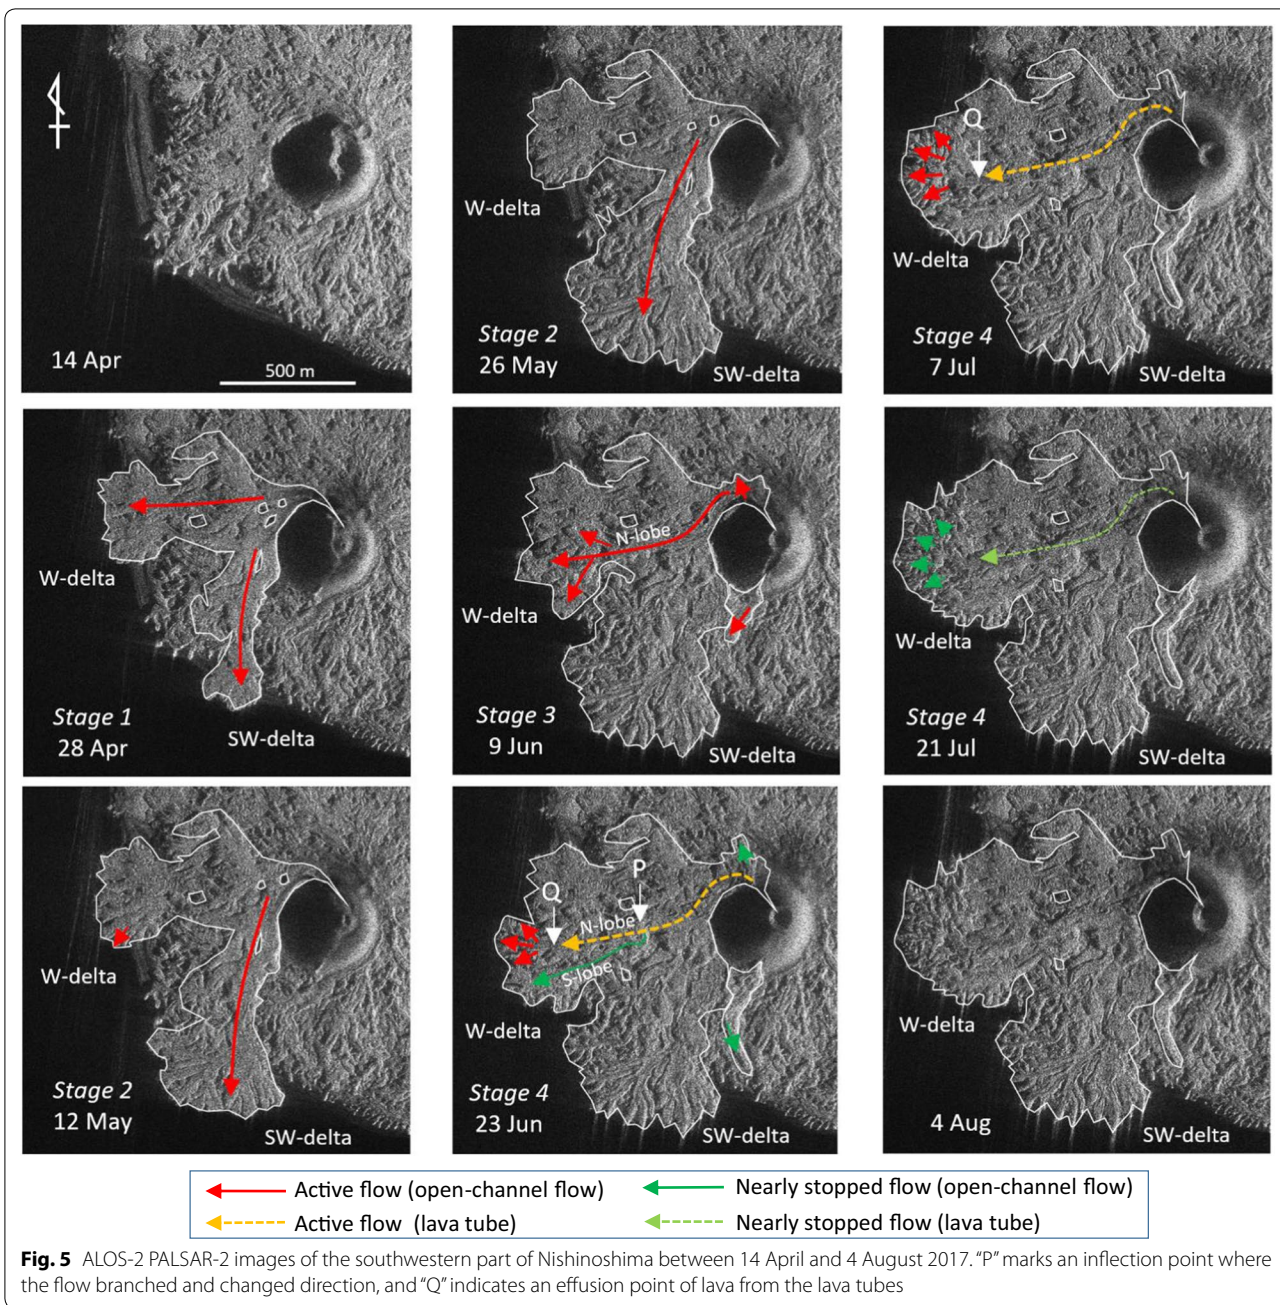 14 Apr
500 m
W-delta
Stage 2
26 May
SW-delta
Q
W-delta
Stage 4
7 Jul
SW-delta
W-delta
Stage 1
28 Apr
SW-delta
N-lobe
W-delta
Stage 3
9 Jun
SW-delta
W-delta
Stage 4
21 Jul
SW-delta
W-delta
Stage 2
12 May
SW-delta
P
Q
N-lobe
S-lobe
W-delta
Stage 4
23 Jun
SW-delta
W-delta
4 Aug
SW-delta
Active flow (open-channel flow)
Nearly stopped flow (open-channel flow)
Active flow (lava tube)
Nearly stopped flow (lava tube)
Fig. 5 ALOS-2 PALSAR-2 images of the southwestern part of Nishinoshima between 14 April and 4 August 2017. “P” marks an inflection point where
the flow branched and changed direction, and “Q” indicates an effusion point of lava from the lava tubes